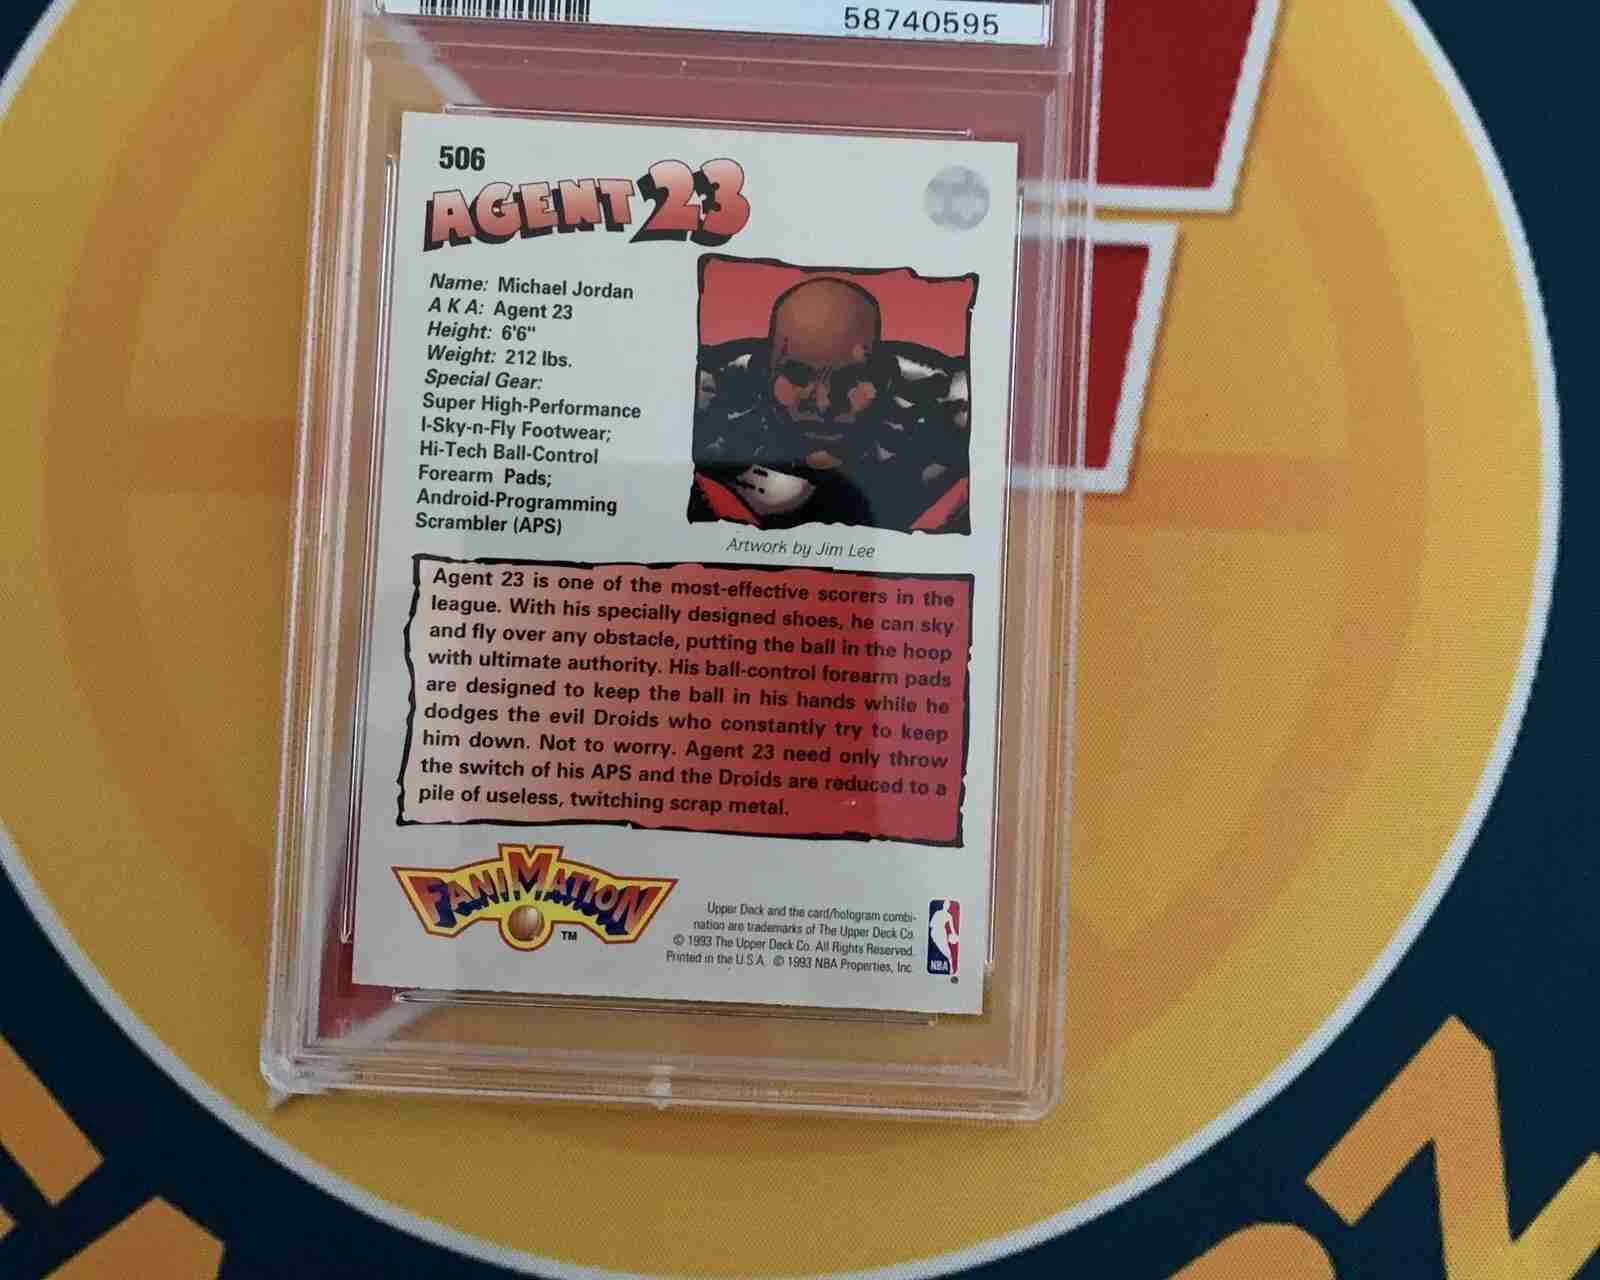 58740595
506
AGENT 23
Name: Michael Jordan
A K A: Agent 23
Height: 6'6"
Weight: 212 lbs.
Special Gear:
Super High-Performance
I-Sky-n-Fly Footwear;
Hi-Tech Ball-Control
Forearm Pads;
Android-Programming
Scrambler (APS)
Artwork by Jim Lee
Agent 23 is one of the most-effective scorers in the
league. With his specially designed shoes, he can sky
and fly over any obstacle, putting the ball in the hoop
with ultimate authority. His ball-control forearm pads
are designed to keep the ball in his hands while he
dodges the evil Droids who constantly try to keep
him down. Not to worry. Agent 23 need only throw
the switch of his APS and the Droids are reduced to a
pile of useless, twitching scrap metal.
FANIMATION
TM
Upper Deck and the card/hologram combi-
nation are trademarks of The Upper Deck Co.
© 1993 The Upper Deck Co. All Rights Reserved.
Printed in the U.S.A. © 1993 NBA Properties, Inc.
NBA
®